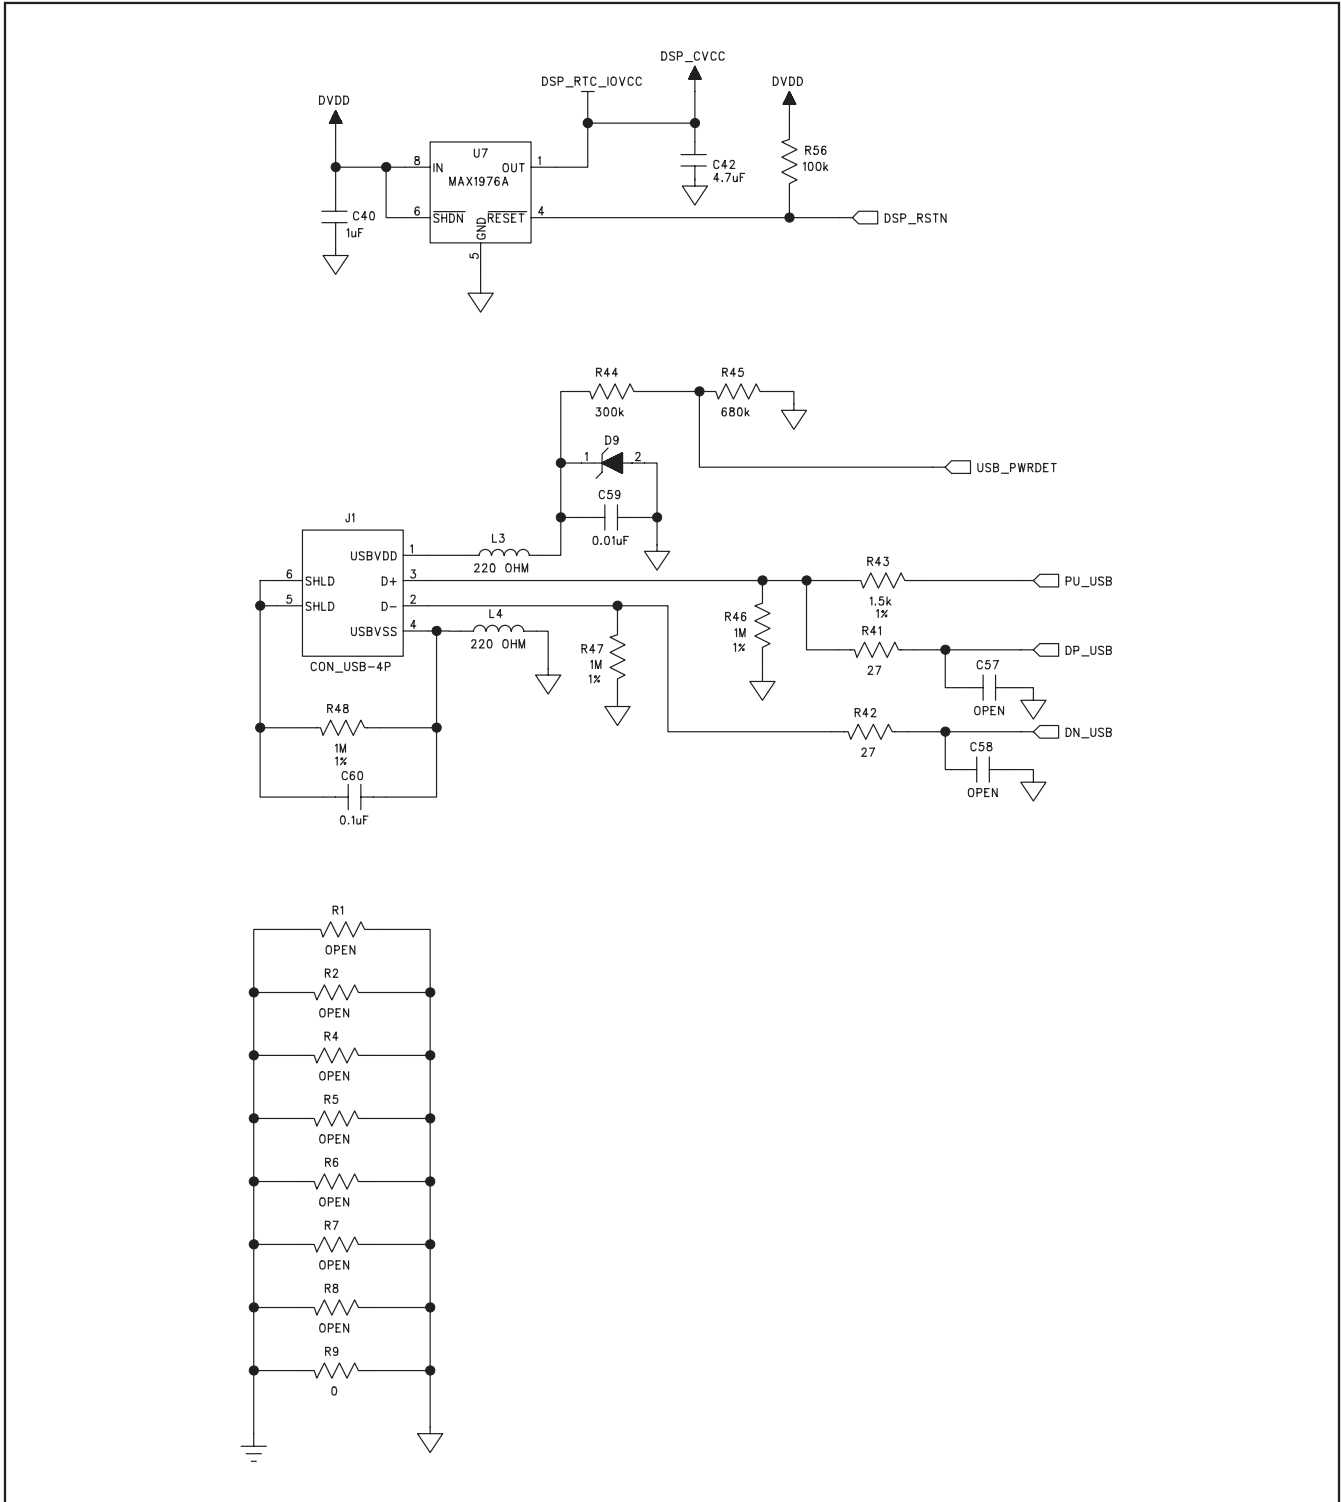 DSP_CVCC
DSP_RTC_IOVCC
DVDD
DVDD
U7
8 IN OUT 1
MAX1976A
R56
100k
C42
4.7uF
C40
1uF
6 SHDN RESET 4
GND
5
DSP_RSTN
R44
300k
R45
680k
D9
1 2
USB_PWRDET
C59
0.01uF
J1
USBVDD 1
L3
220 OHM
6 SHLD D+ 3
5 SHLD D- 2
USBVSS 4
CON_USB-4P
L4
220 OHM
R43
1.5k
1%
PU_USB
R46
1M
1%
R47
1M
1%
R41
27
DP_USB
C57
OPEN
R42
27
DN_USB
C58
OPEN
R48
1M
1%
C60
0.1uF
R1
OPEN
R2
OPEN
R4
OPEN
R5
OPEN
R6
OPEN
R7
OPEN
R8
OPEN
R9
0